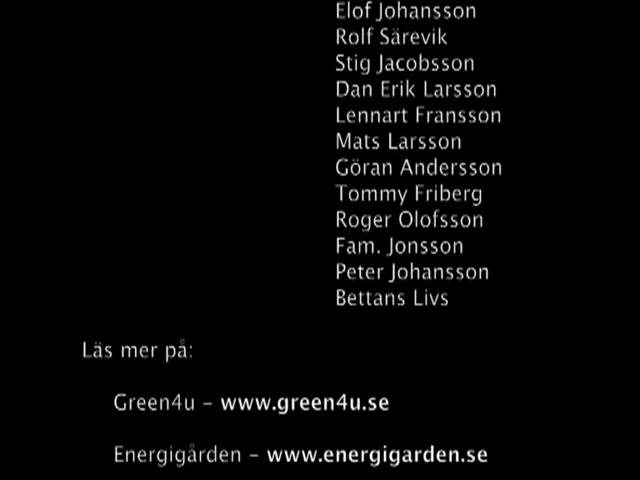 Elof Johansson
Rolf Särevik
Stig Jacobsson
Dan Erik Larsson
Lennart Fransson
Mats Larsson
Göran Andersson
Tommy Friberg
Roger Olofsson
Fam. Jonsson
Peter Johansson
Bettans Livs
Läs mer på:
Green4u – www.green4u.se
Energigården – www.energigarden.se